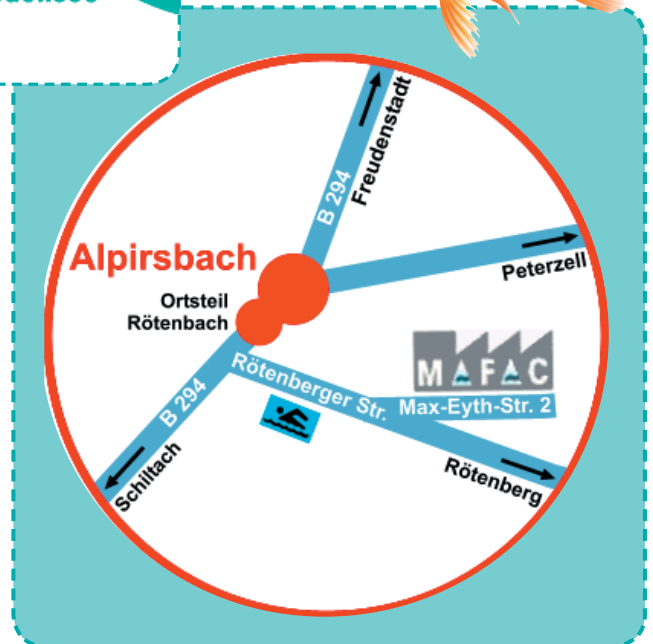 B 294
Freudenstadt
Alpirsbach
Peterzell
Ortsteil
Rötenbach
MAFAC
Rötenberger Str.
Max-Eyth-Str. 2
B 294
Schiltach
Rötenberg